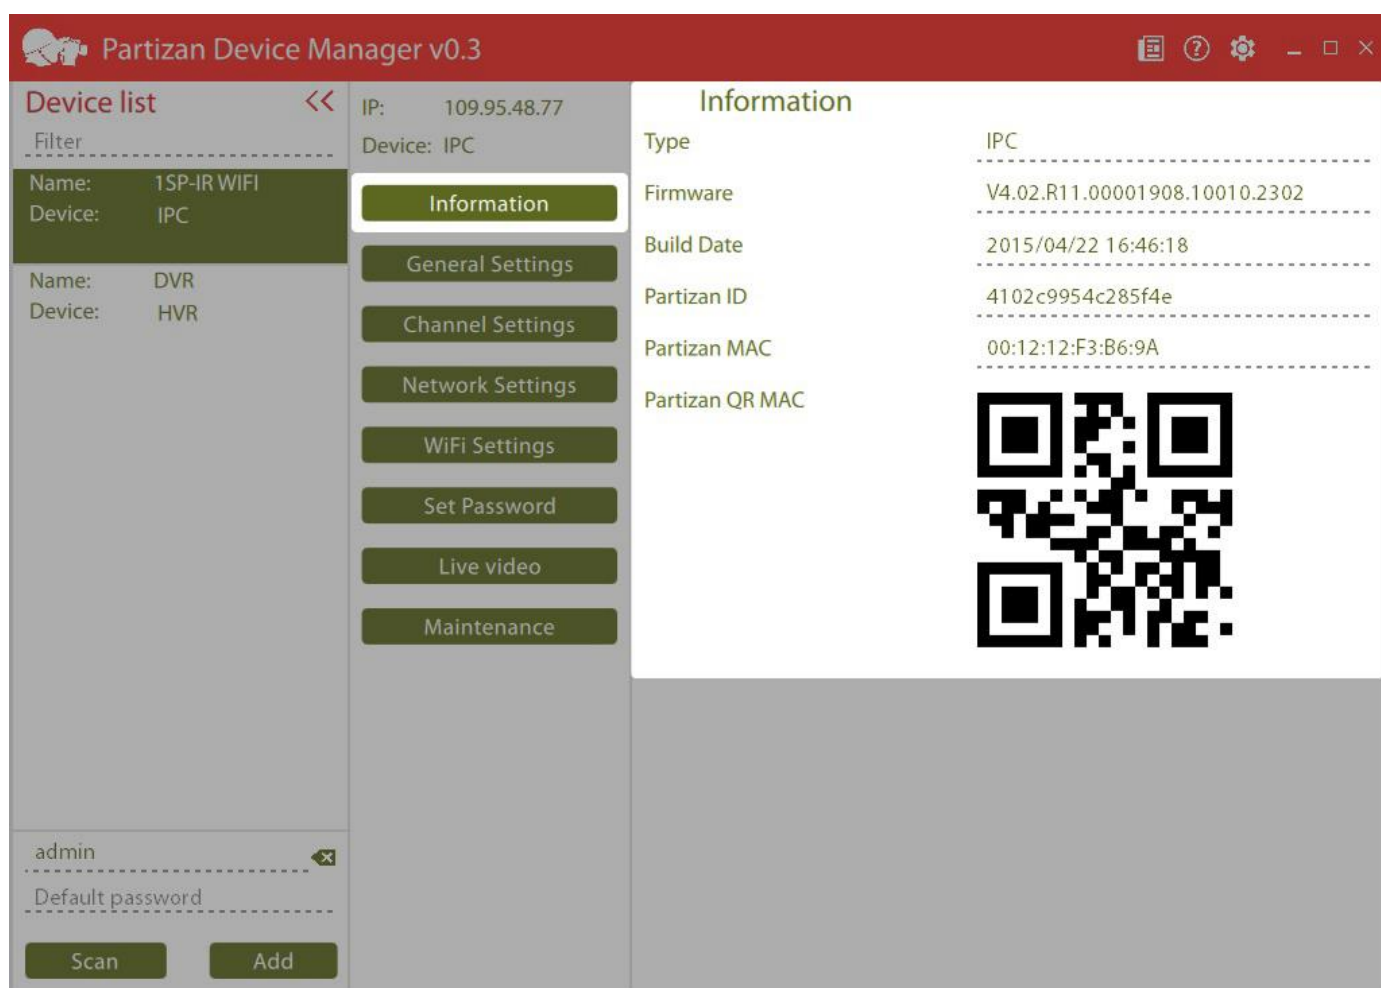 Partizan Device Manager v0.3
Device list <<
Filter
Name: 1SP-IR WIFI
Device: IPC
Name: DVR
Device: HVR
admin
Default password
Scan Add
IP: 109.95.48.77
Device: IPC
Information
General Settings
Channel Settings
Network Settings
WiFi Settings
Set Password
Live video
Maintenance
Information
Type IPC
Firmware V4.02.R11.00001908.10010.2302
Build Date 2015/04/22 16:46:18
Partizan ID 4102c9954c285f4e
Partizan MAC 00:12:12:F3:B6:9A
Partizan QR MAC